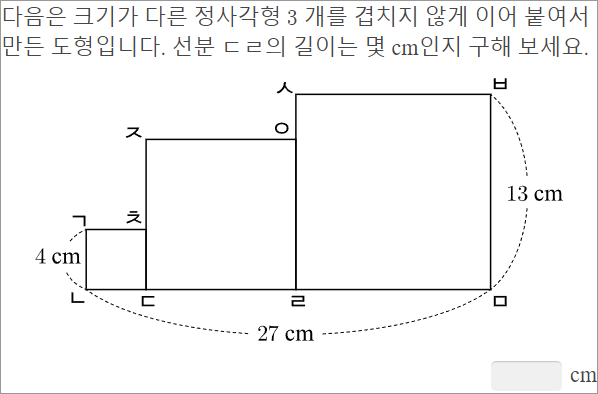 다음은 크기가 다른 정사각형 3 개를 겹치지 않게 이어 붙여서
만든 도형입니다. 선분 ㄷㄹ의 길이는 몇 cm인지 구해 보세요.
ㅅ
ㅂ
ㅈ
ㅇ
13 cm
ㄱ
ㅊ
4 cm
ㄴ
ㄷ
ㄹ
ㅁ
27 cm
cm